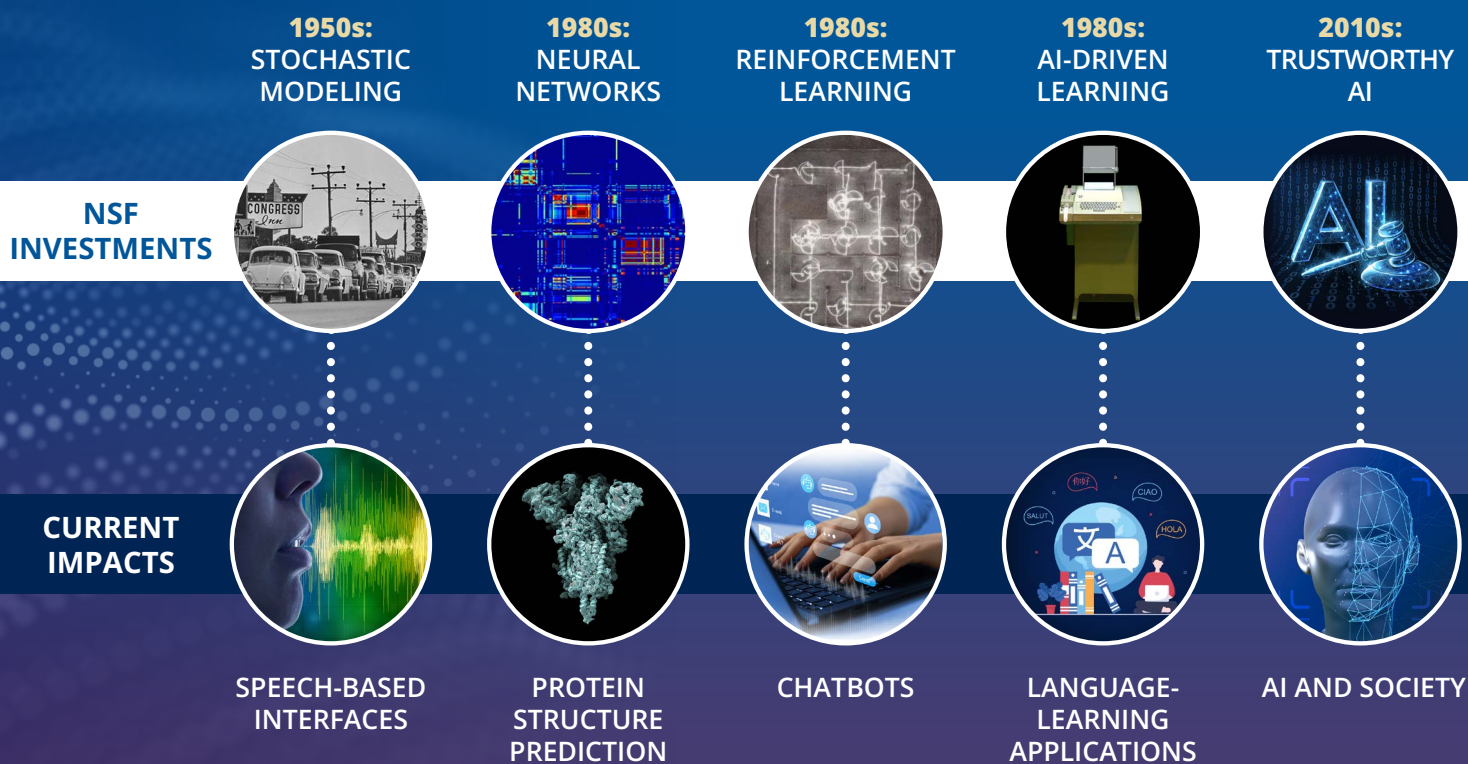 1950s:
STOCHASTIC
MODELING
1980s:
NEURAL
NETWORKS
1980s:
REINFORCEMENT
LEARNING
1980s:
AI-DRIVEN
LEARNING
2010s:
TRUSTWORTHY
AI
NSF
INVESTMENTS
CONGRESS
Inn
AI
CURRENT
IMPACTS
你好
CIAO
SALUT
HOLA
文
A
SPEECH-BASED
INTERFACES
PROTEIN
STRUCTURE
PREDICTION
CHATBOTS
LANGUAGE-
LEARNING
APPLICATIONS
AI AND SOCIETY